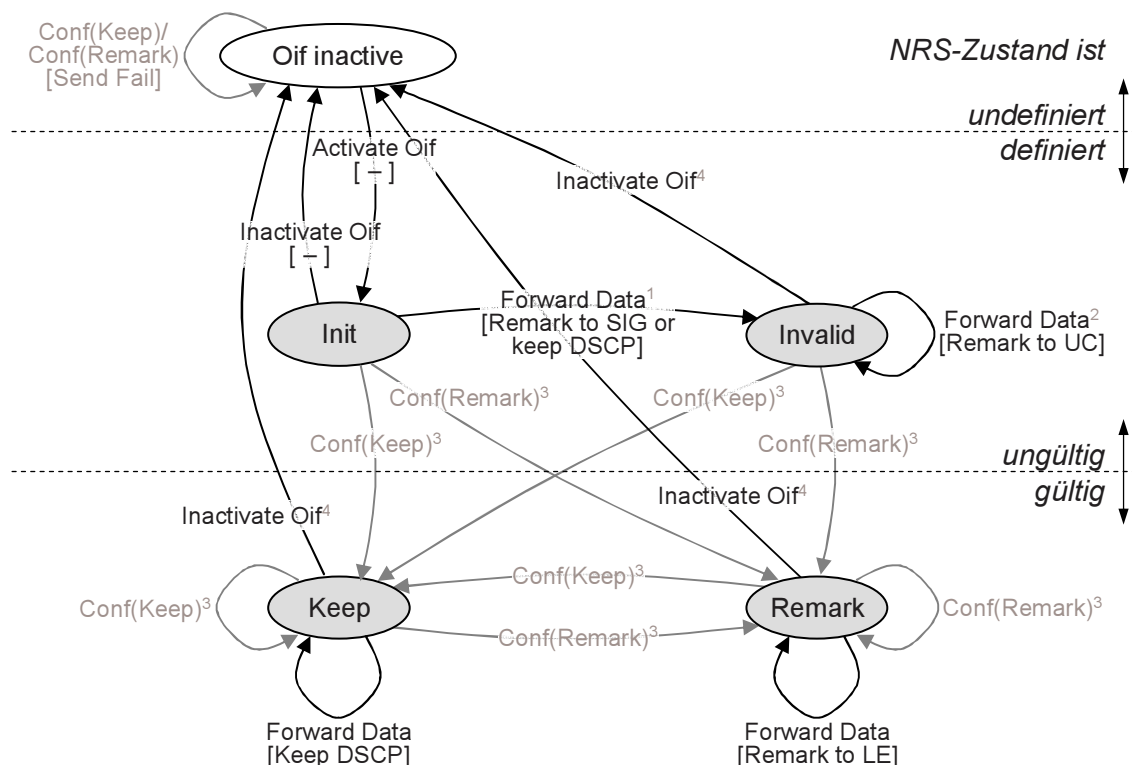 Conf(Keep)/
Conf(Remark)
[Send Fail]
Oif inactive
NRS-Zustand ist
undefiniert
definiert
Activate Oif
[ – ]
Inactivate Oif⁴
Inactivate Oif
[ – ]
Init
Forward Data¹
[Remark to SIG or
keep DSCP]
Invalid
Forward Data²
[Remark to UC]
Conf(Remark)³
Conf(Keep)³
Conf(Keep)³
Conf(Remark)³
ungültig
gültig
Inactivate Oif⁴
Inactivate Oif⁴
Conf(Keep)³
Keep
Conf(Keep)³
Conf(Remark)³
Remark
Conf(Remark)³
Forward Data
[Keep DSCP]
Forward Data
[Remark to LE]